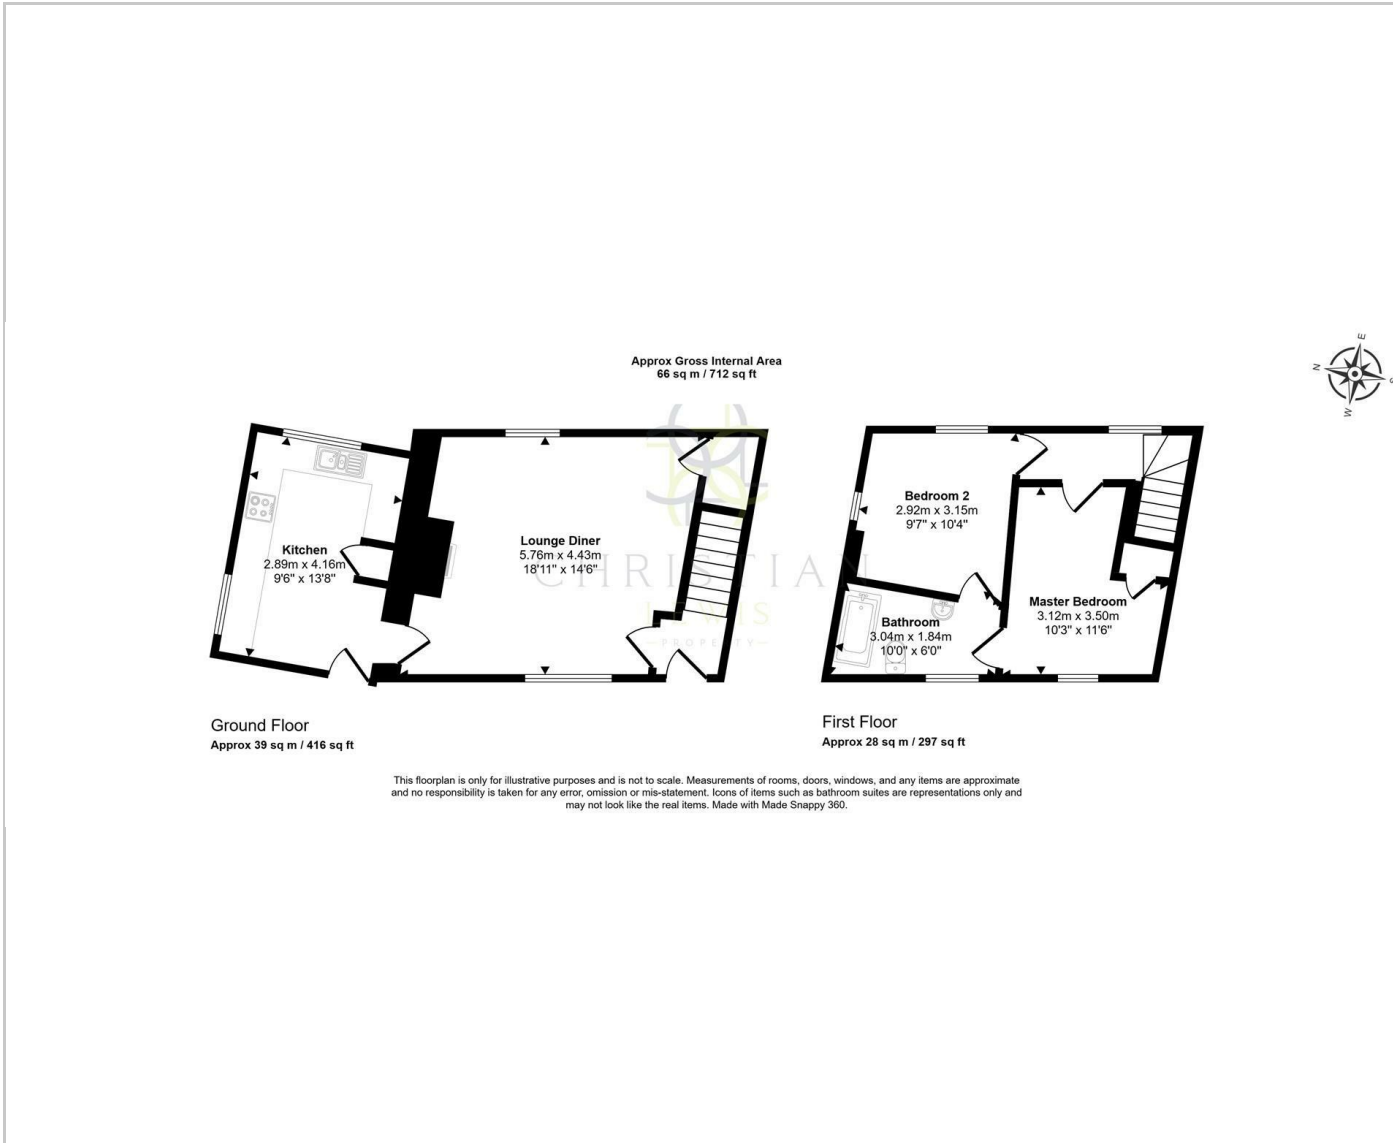 Approx Gross Internal Area
66 sq m / 712 sq ft
E
N
S
W
Kitchen
2.89m x 4.16m
9'6" x 13'8"
Lounge Diner
5.76m x 4.43m
18'11" x 14'6"
Bedroom 2
2.92m x 3.15m
9'7" x 10'4"
Master Bedroom
3.12m x 3.50m
10'3" x 11'6"
Bathroom
3.04m x 1.84m
10'0" x 6'0"
CHRISTIAN
LEWIS
PROPERTY
Ground Floor
Approx 39 sq m / 416 sq ft
First Floor
Approx 28 sq m / 297 sq ft
This floorplan is only for illustrative purposes and is not to scale. Measurements of rooms, doors, windows, and any items are approximate
and no responsibility is taken for any error, omission or mis-statement. Icons of items such as bathroom suites are representations only and
may not look like the real items. Made with Made Snappy 360.